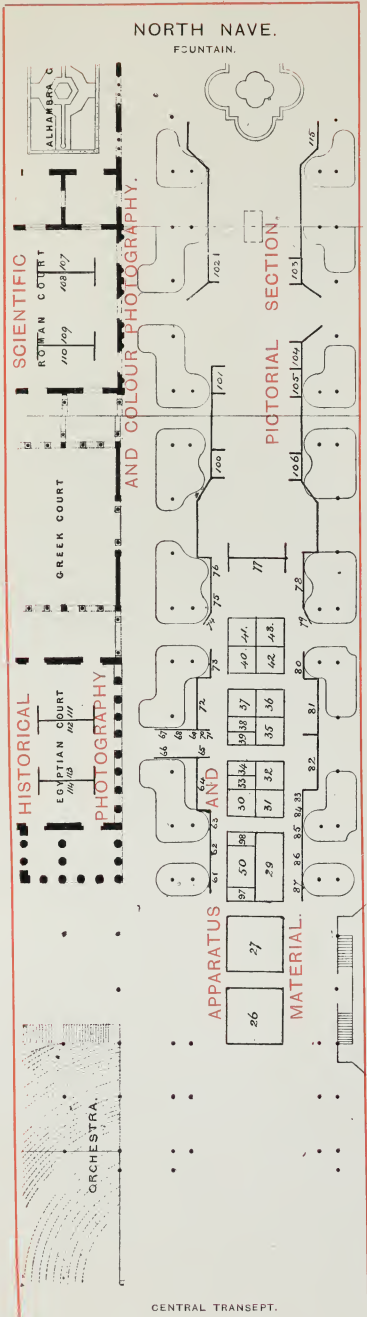 NORTH NAVE.
FOUNTAIN.
ALHAMBRA C
SCIENTIFIC
AND COLOUR PHOTOGRAPHY.
ROMAN COURT
108 107
110 109
102
115
103
PICTORIAL SECTION.
101
100
104
105
106
GREEK COURT
77
76
75
74
78
79
HISTORICAL
PHOTOGRAPHY
EGYPTIAN COURT
112 111
114 113
73
72
71
70
69
68
67
66
65
64
63
62
61
40 41.
42 43.
39 38 37
35 36
30 33 34
31 32
97 50 98
29
80
81
82
83
84
85
86
87
APPARATUS AND
MATERIAL.
27
26
ORCHESTRA.
CENTRAL TRANSEPT.